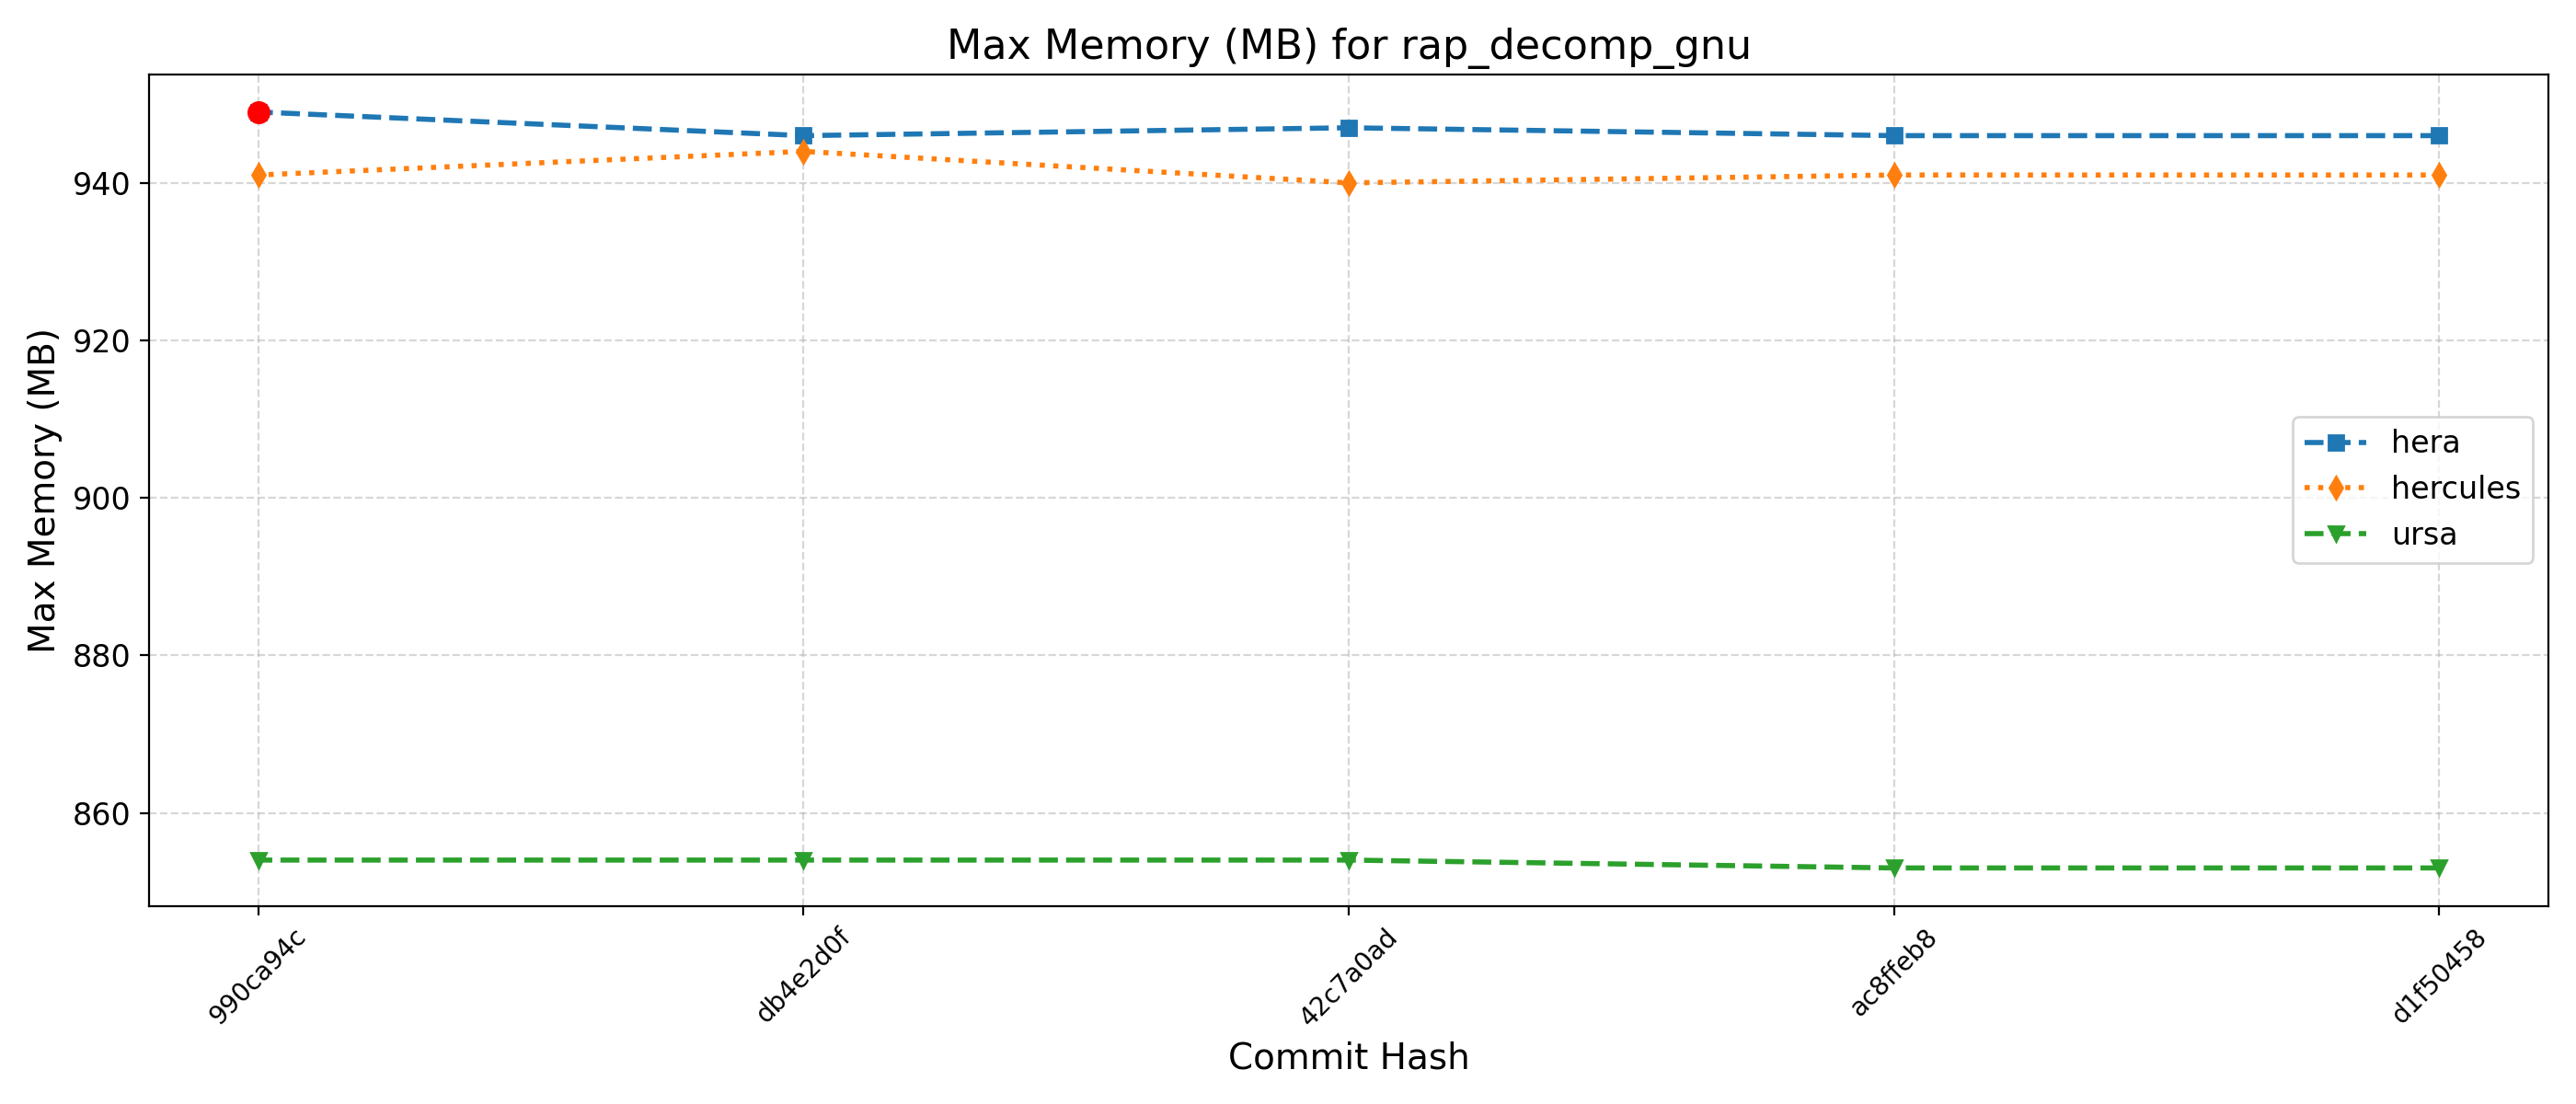 Max Memory (MB) for rap_decomp_gnu
Max Memory (MB)
940
920
900
880
860
hera
hercules
ursa
990ca94c
db4e2d0f
42c7a0ad
ac8ffeb8
d1f50458
Commit Hash